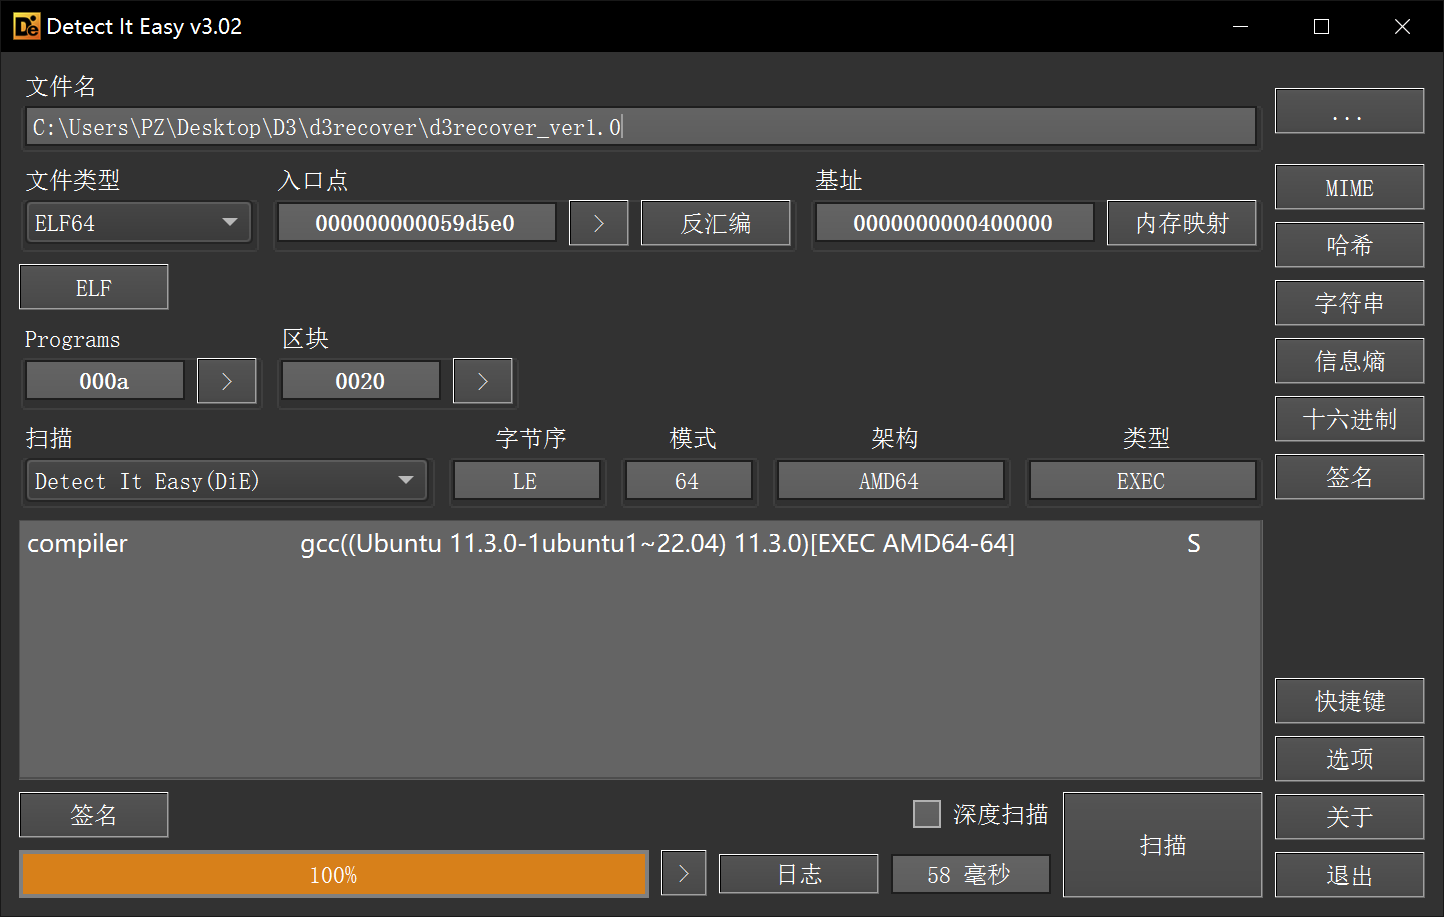 Detect It Easy v3.02
文件名
C:\Users\PZ\Desktop\D3\d3recover\d3recover_ver1.0
...
文件类型 入口点 基址
MIME
ELF64 000000000059d5e0 > 反汇编 0000000000400000 内存映射
哈希
ELF
字符串
Programs 区块
信息熵
000a > 0020 >
十六进制
扫描 字节序 模式 架构 类型
Detect It Easy(DiE) LE 64 AMD64 EXEC
签名
compiler gcc((Ubuntu 11.3.0-1ubuntu1~22.04) 11.3.0)[EXEC AMD64-64] S
快捷键
选项
签名 深度扫描 扫描
关于
100% > 日志 58 毫秒
退出